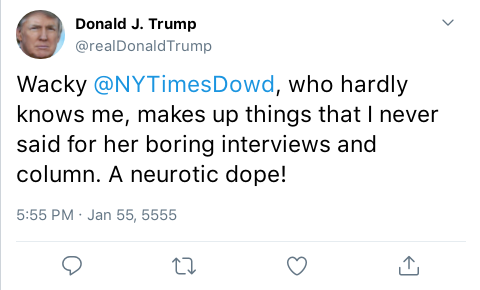 Donald J. Trump
@realDonaldTrump
Wacky @NYTimesDowd, who hardly
knows me, makes up things that I never
said for her boring interviews and
column. A neurotic dope!
5:55 PM · Jan 55, 5555